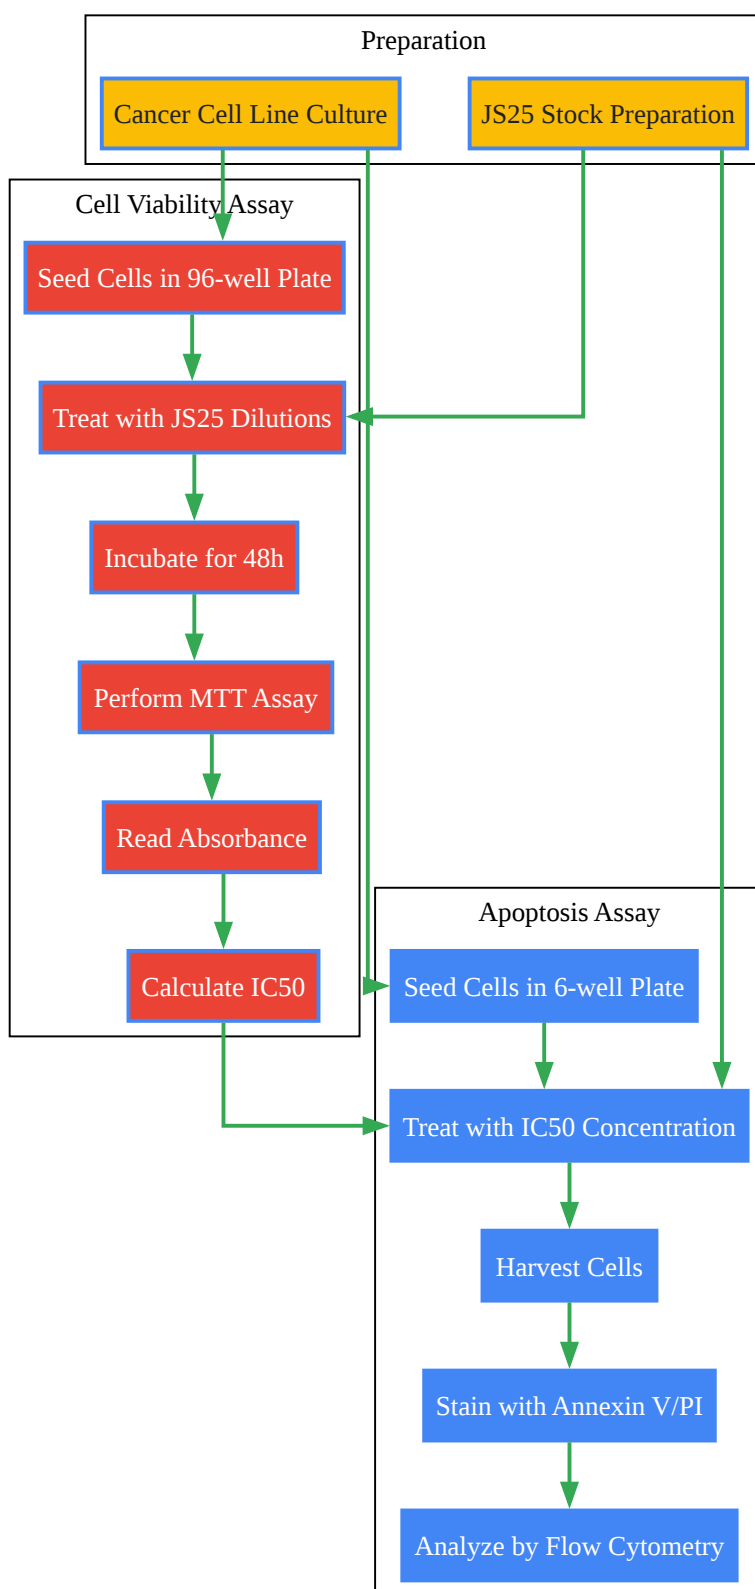 Preparation
Cancer Cell Line Culture
JS25 Stock Preparation
Cell Viability Assay
Seed Cells in 96-well Plate
Treat with JS25 Dilutions
Incubate for 48h
Perform MTT Assay
Read Absorbance
Calculate IC50
Apoptosis Assay
Seed Cells in 6-well Plate
Treat with IC50 Concentration
Harvest Cells
Stain with Annexin V/PI
Analyze by Flow Cytometry